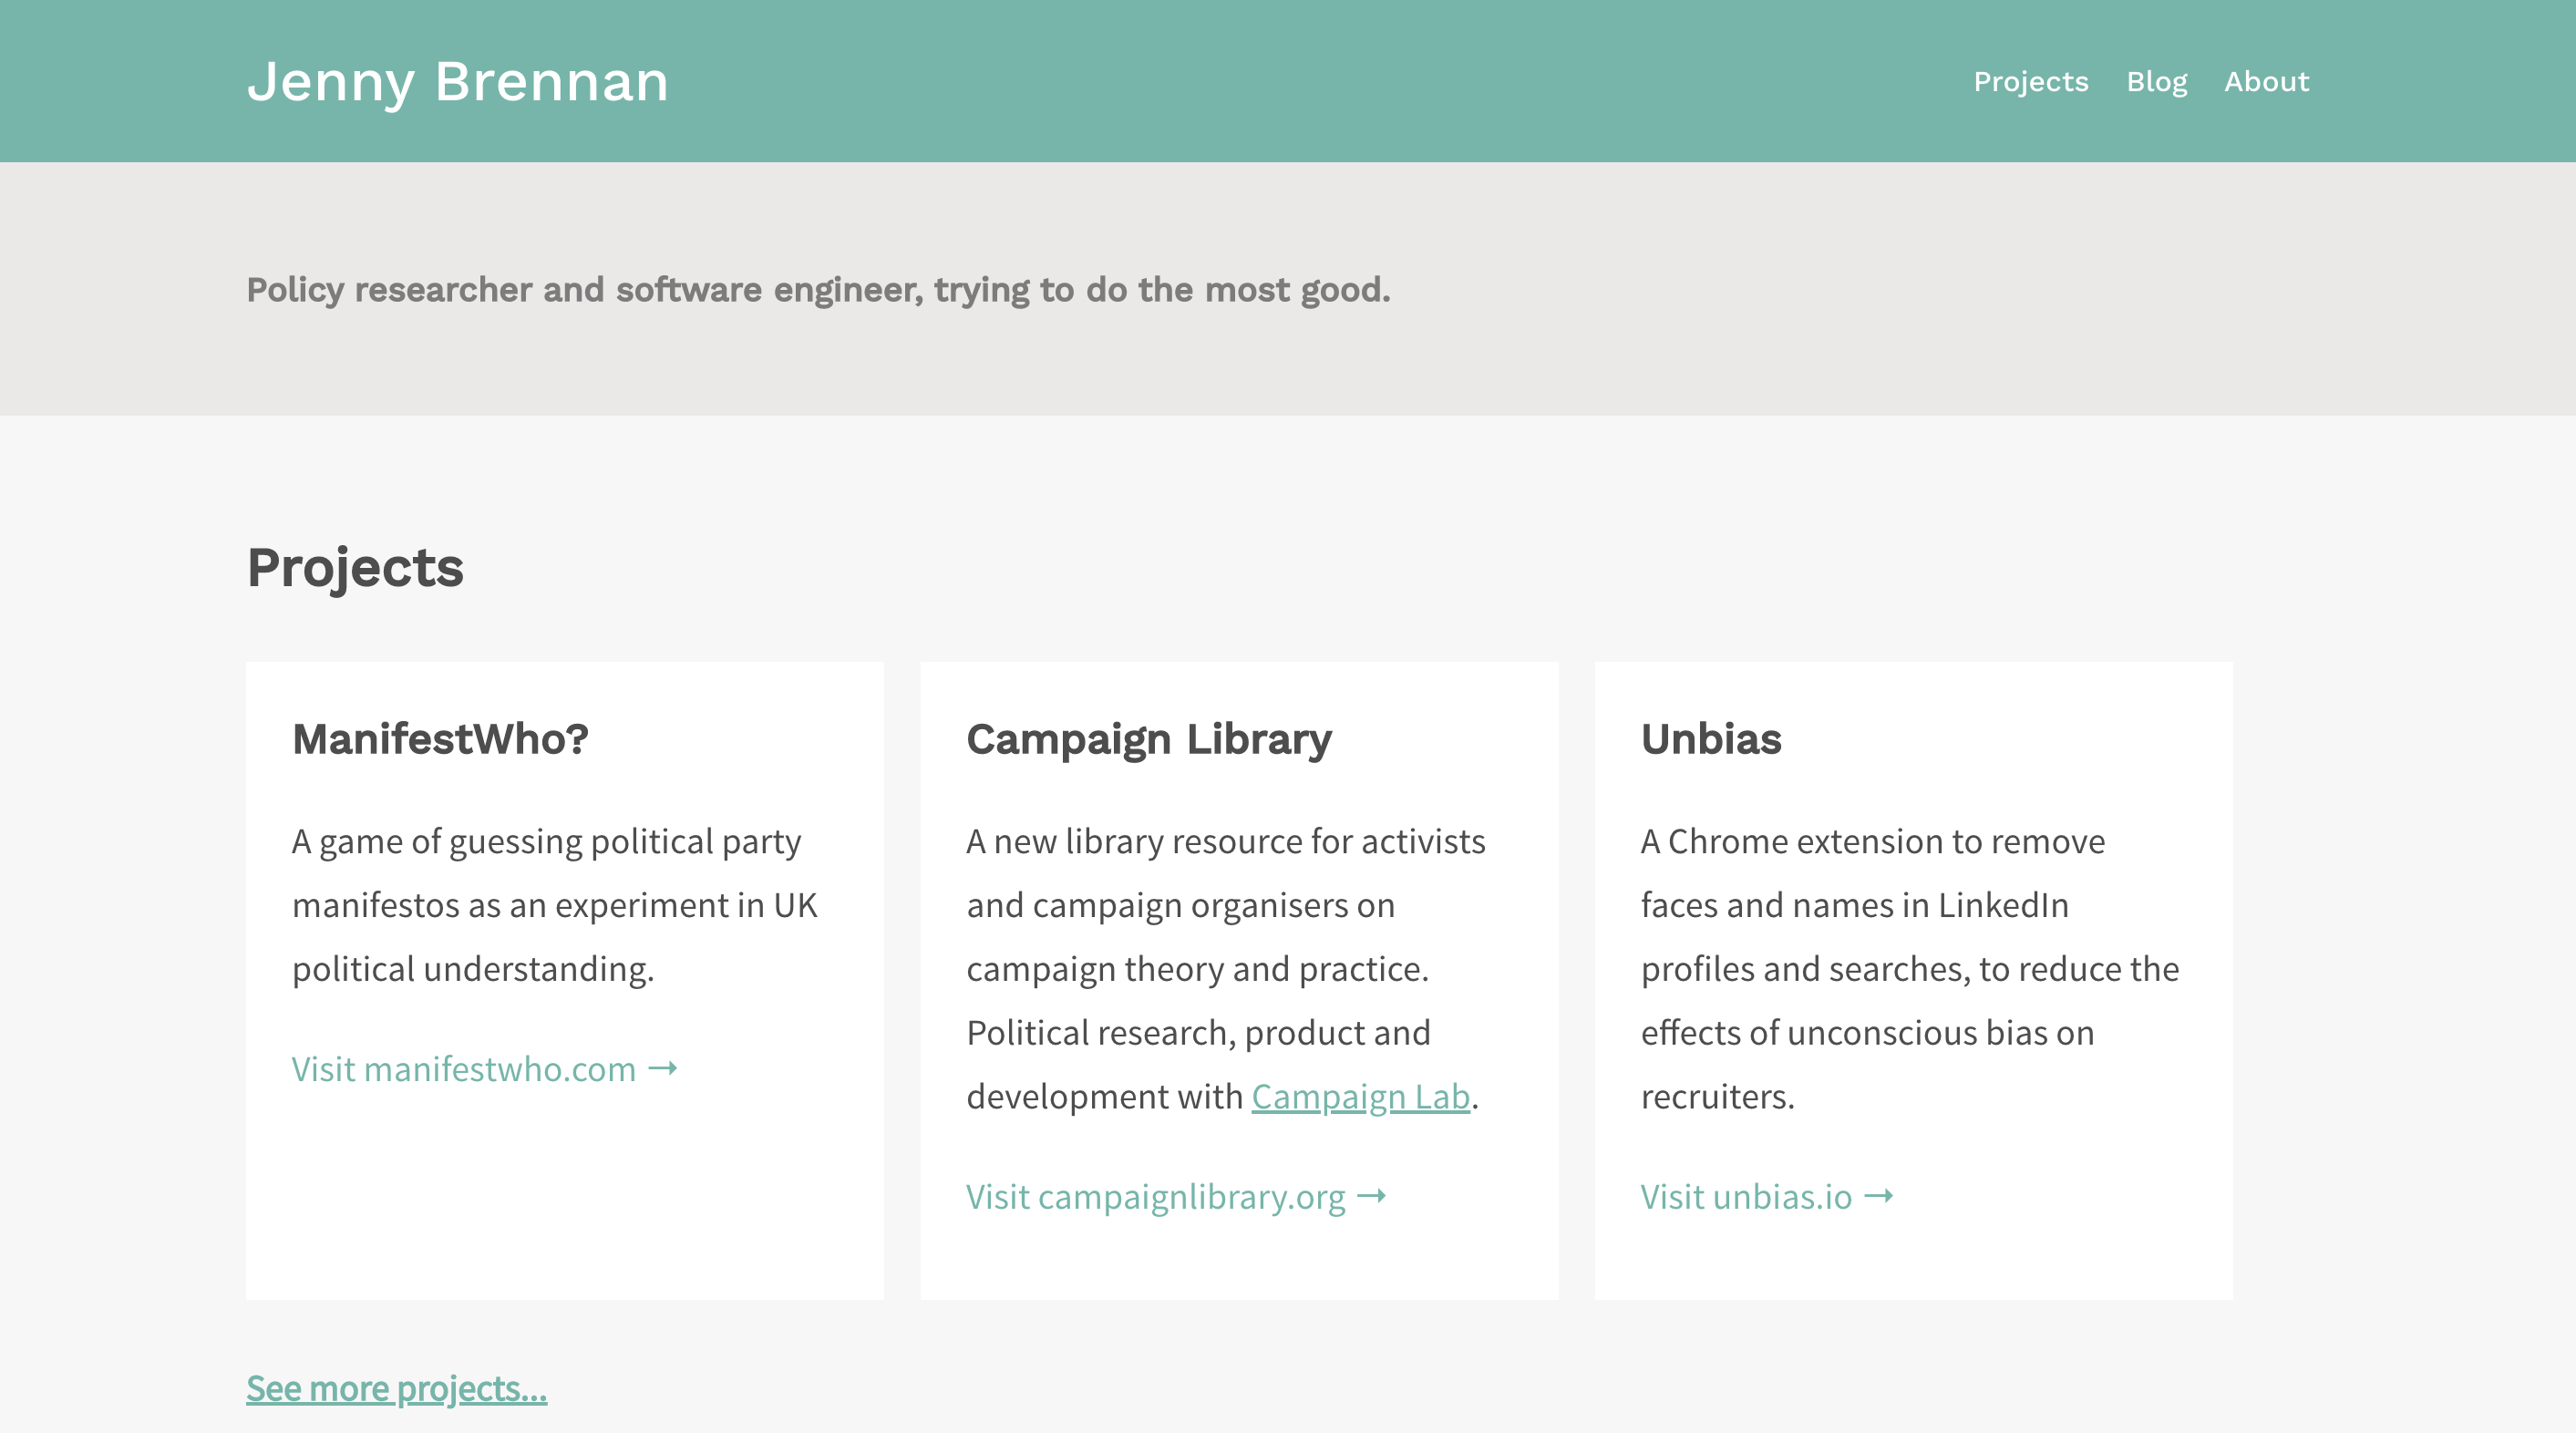 Jenny Brennan
Projects Blog About
Policy researcher and software engineer, trying to do the most good.
Projects
ManifestWho?
A game of guessing political party
manifestos as an experiment in UK
political understanding.
Visit manifestwho.com →
Campaign Library
A new library resource for activists
and campaign organisers on
campaign theory and practice.
Political research, product and
development with Campaign Lab.
Visit campaignlibrary.org →
Unbias
A Chrome extension to remove
faces and names in LinkedIn
profiles and searches, to reduce the
effects of unconscious bias on
recruiters.
Visit unbias.io →
See more projects...